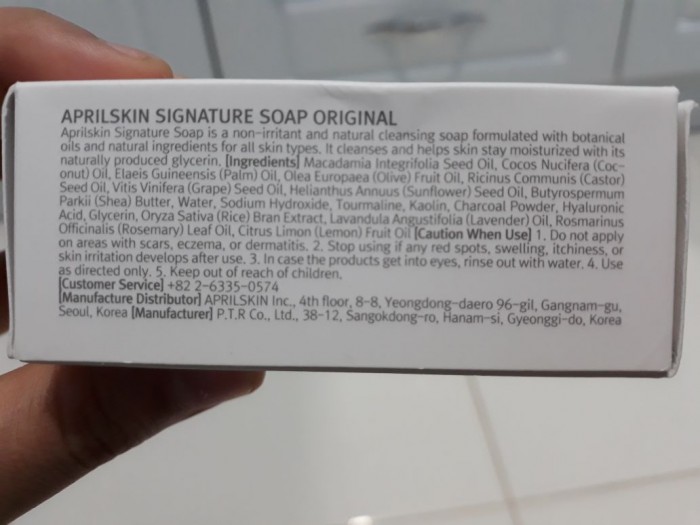 APRILSKIN SIGNATURE SOAP ORIGINAL
Aprilskin Signature Soap is a non-irritant and natural cleansing soap formulated with botanical
oils and natural ingredients for all skin types. It cleanses and helps skin stay moisturized with its
naturally produced glycerin. [Ingredients] Macadamia Integrifolia Seed Oil, Cocos Nucifera (Coc-
onut) Oil, Elaeis Guineensis (Palm) Oil, Olea Europaea (Olive) Fruit Oil, Ricinus Communis (Castor)
Seed Oil, Vitis Vinifera (Grape) Seed Oil, Helianthus Annuus (Sunflower) Seed Oil, Butyrospermum
Parkii (Shea) Butter, Water, Sodium Hydroxide, Tourmaline, Kaolin, Charcoal Powder, Hyaluronic
Acid, Glycerin, Oryza Sativa (Rice) Bran Extract, Lavandula Angustifolia (Lavender) Oil, Rosmarinus
Officinalis (Rosemary) Leaf Oil, Citrus Limon (Lemon) Fruit Oil [Caution When Use] 1. Do not apply
on areas with scars, eczema, or dermatitis. 2. Stop using if any red spots, swelling, itchiness, or
skin irritation develops after use. 3. In case the products get into eyes, rinse out with water. 4. Use
as directed only. 5. Keep out of reach of children.
[Customer Service] +82 2-6335-0574
[Manufacture Distributor] APRILSKIN Inc., 4th floor, 8-8, Yeongdong-daero 96-gil, Gangnam-gu,
Seoul, Korea [Manufacturer] P.T.R Co., Ltd., 38-12, Sangokdong-ro, Hanam-si, Gyeonggi-do, Korea